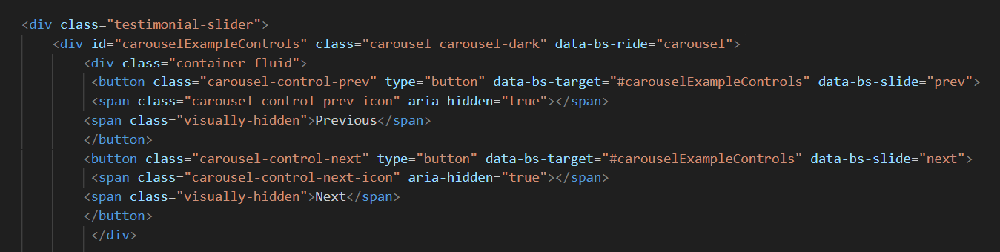 <div class="testimonial-slider">
<div id="carouselExampleControls" class="carousel carousel-dark" data-bs-ride="carousel">
<div class="container-fluid">
<button class="carousel-control-prev" type="button" data-bs-target="#carouselExampleControls" data-bs-slide="prev">
<span class="carousel-control-prev-icon" aria-hidden="true"></span>
<span class="visually-hidden">Previous</span>
</button>
<button class="carousel-control-next" type="button" data-bs-target="#carouselExampleControls" data-bs-slide="next">
<span class="carousel-control-next-icon" aria-hidden="true"></span>
<span class="visually-hidden">Next</span>
</button>
</div>